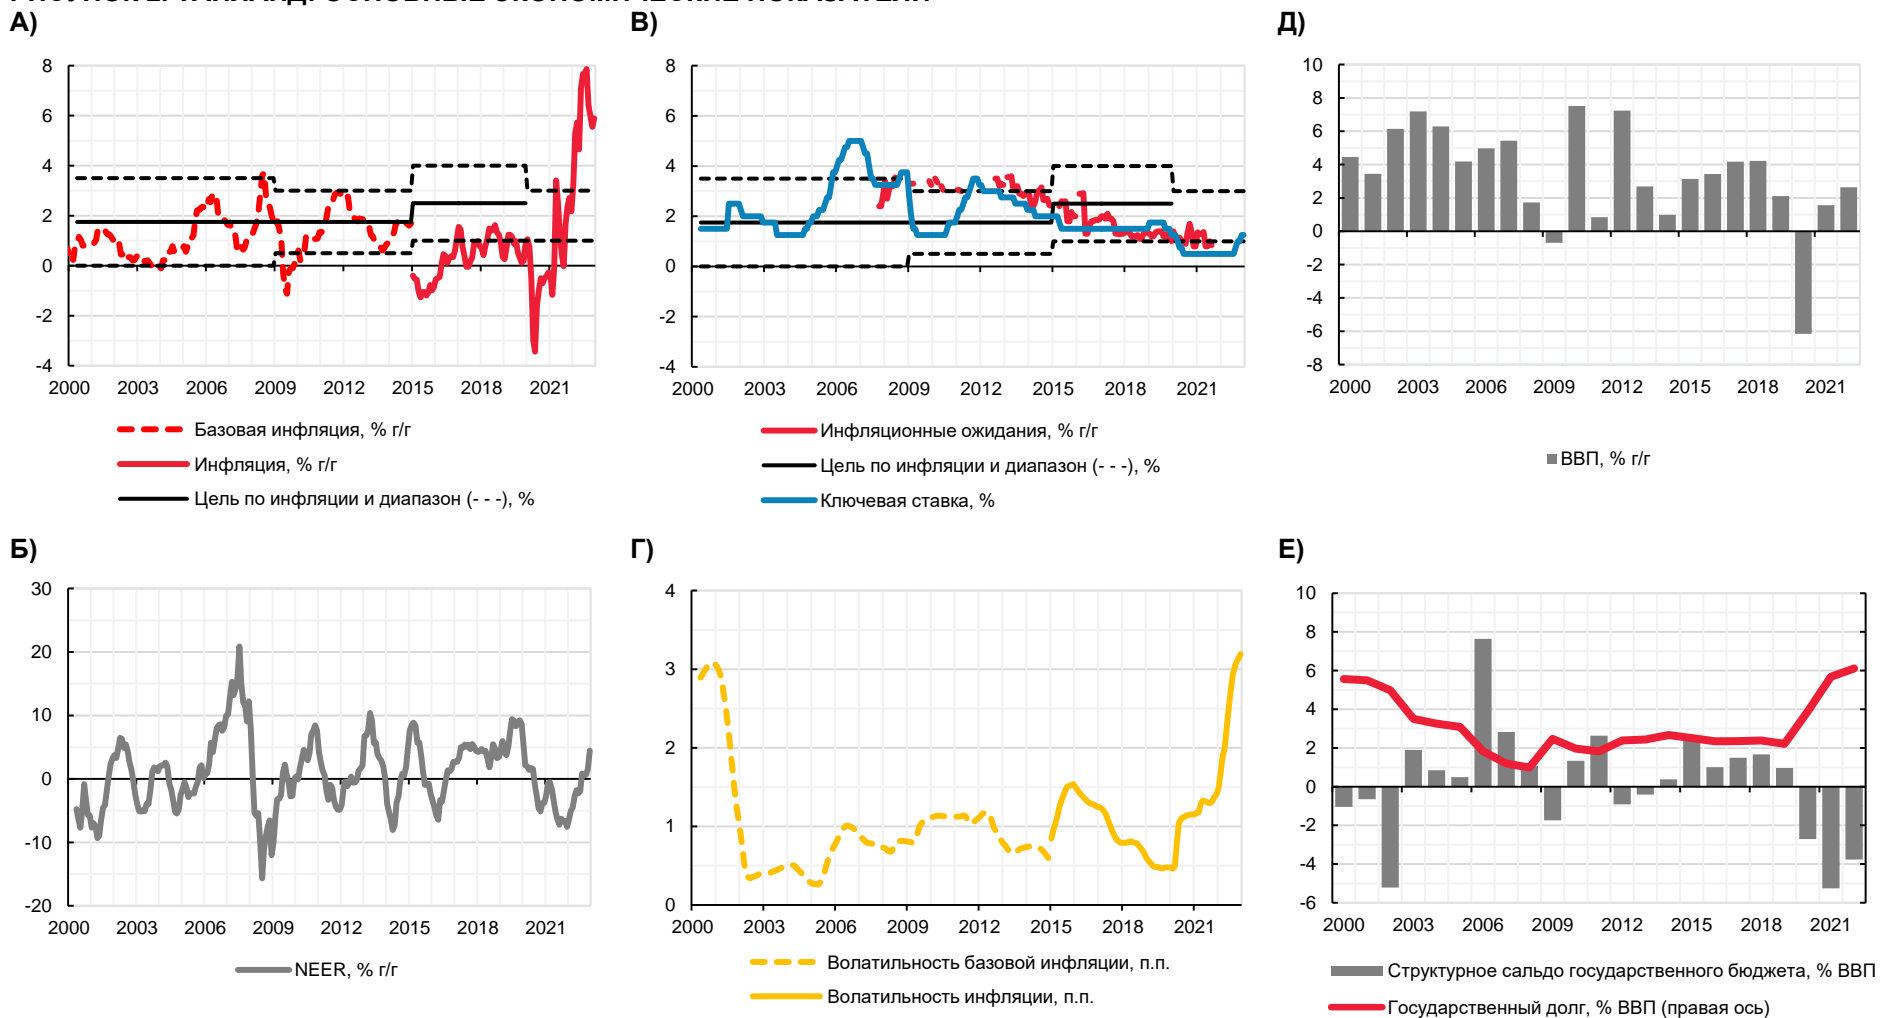 А)
8
6
4
2
0
-2
-4
2000 2003 2006 2009 2012 2015 2018 2021
Базовая инфляция, % г/г
Инфляция, % г/г
Цель по инфляции и диапазон (- - -), %
В)
8
6
4
2
0
-2
-4
2000 2003 2006 2009 2012 2015 2018 2021
Инфляционные ожидания, % г/г
Цель по инфляции и диапазон (- - -), %
Ключевая ставка, %
Д)
10
8
6
4
2
0
-2
-4
-6
-8
2000 2003 2006 2009 2012 2015 2018 2021
ВВП, % г/г
Б)
30
20
10
0
-10
-20
2000 2003 2006 2009 2012 2015 2018 2021
NEER, % г/г
Г)
4
3
2
1
0
2000 2003 2006 2009 2012 2015 2018 2021
Волатильность базовой инфляции, п.п.
Волатильность инфляции, п.п.
Е)
10
8
6
4
2
0
-2
-4
-6
2000 2003 2006 2009 2012 2015 2018 2021
Структурное сальдо государственного бюджета, % ВВП
Государственный долг, % ВВП (правая ось)